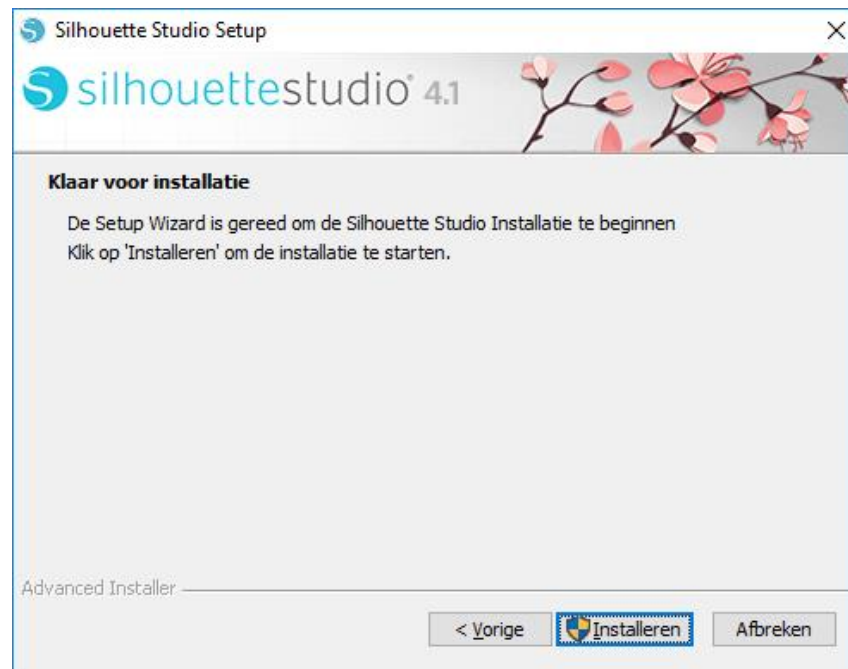 Silhouette Studio Setup
silhouettestudio® 4.1
Klaar voor installatie
De Setup Wizard is gereed om de Silhouette Studio Installatie te beginnen
Klik op 'Installeren' om de installatie te starten.
Advanced Installer
< Vorige Installeren Afbreken